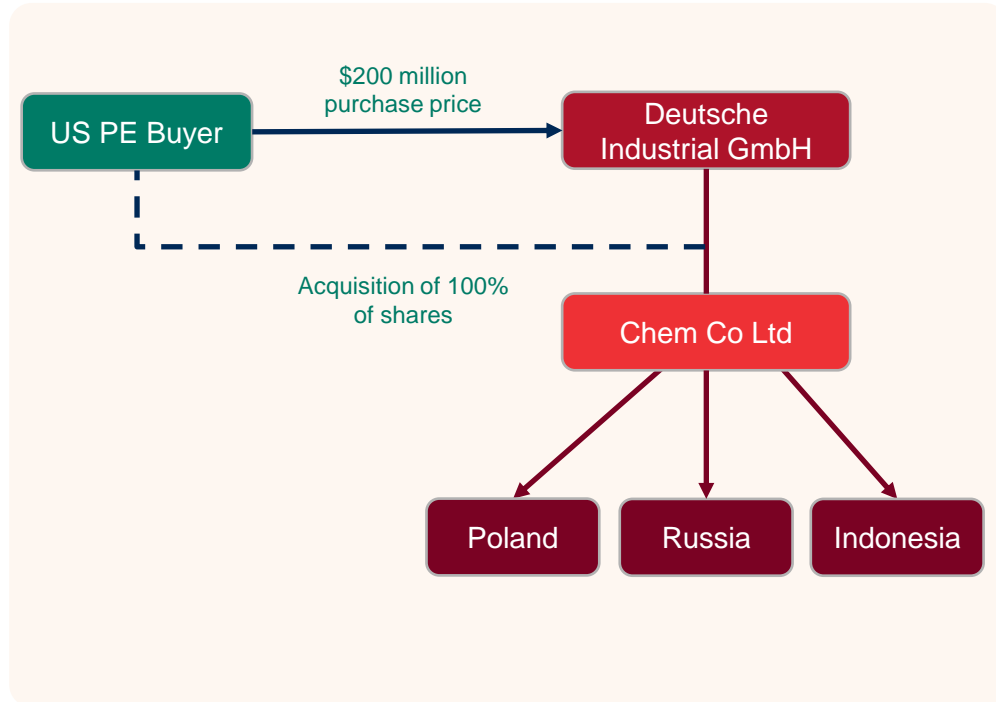 $200 million
purchase price
US PE Buyer
Deutsche
Industrial GmbH
Acquisition of 100%
of shares
Chem Co Ltd
Poland
Russia
Indonesia